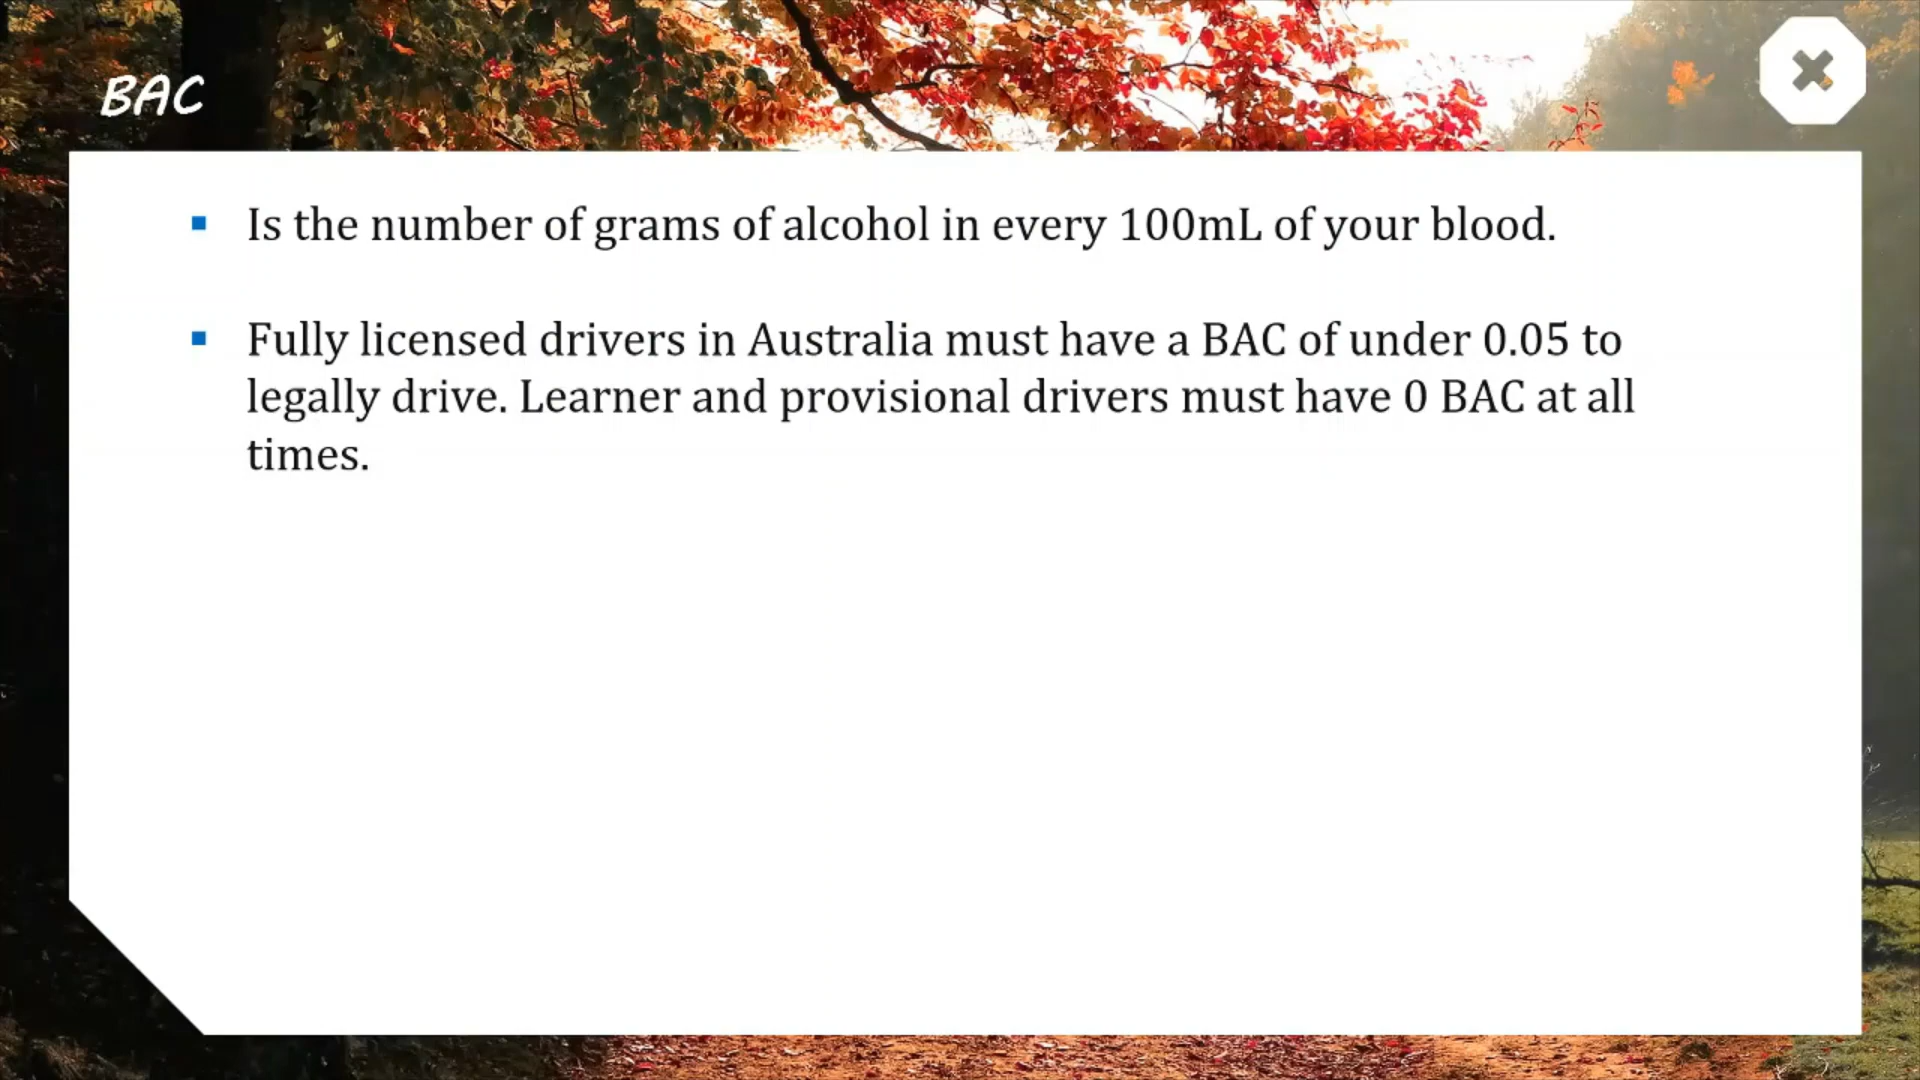 BAC
Is the number of grams of alcohol in every 100mL of your blood.
Fully licensed drivers in Australia must have a BAC of under 0.05 to
legally drive. Learner and provisional drivers must have 0 BAC at all
times.